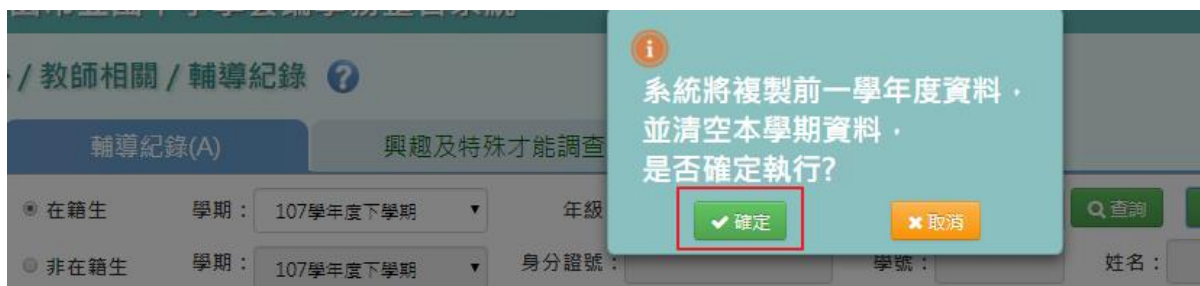 / 教師相關 / 輔導紀錄
系統將複製前一學年度資料，
並清空本學期資料，
是否確定執行?
確定
取消
輔導紀錄(A)
興趣及特殊才能調查
在籍生 學期： 107學年度下學期 年級 查詢
非在籍生 學期： 107學年度下學期 身分證號： 學號： 姓名：